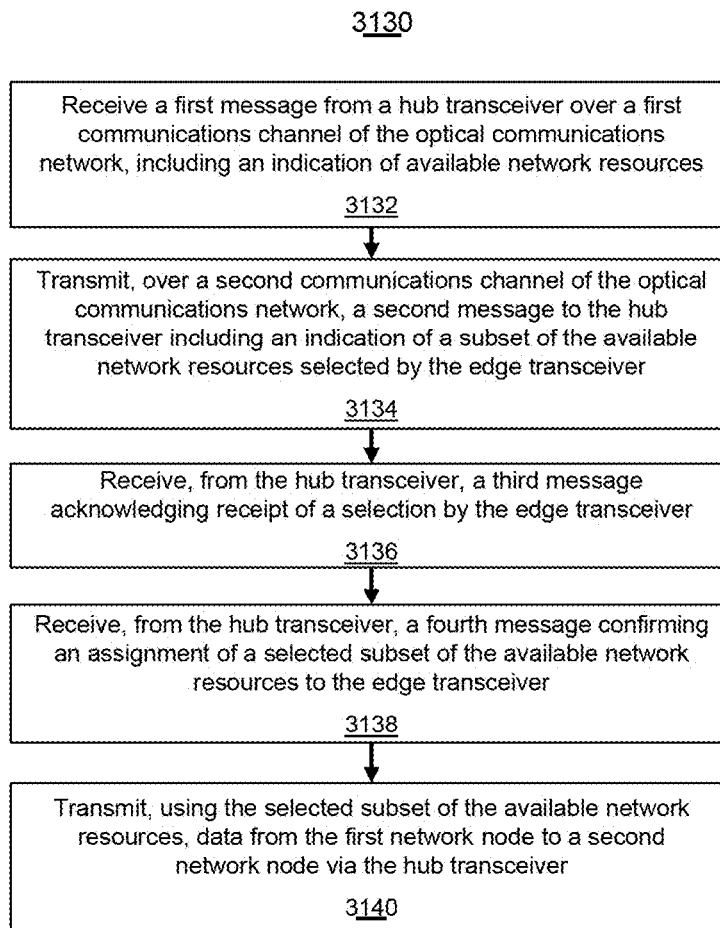 3130
Receive a first message from a hub transceiver over a first
communications channel of the optical communications
network, including an indication of available network resources
3132
Transmit, over a second communications channel of the optical
communications network, a second message to the hub
transceiver including an indication of a subset of the available
network resources selected by the edge transceiver
3134
Receive, from the hub transceiver, a third message
acknowledging receipt of a selection by the edge transceiver
3136
Receive, from the hub transceiver, a fourth message confirming
an assignment of a selected subset of the available network
resources to the edge transceiver
3138
Transmit, using the selected subset of the available network
resources, data from the first network node to a second
network node via the hub transceiver
3140